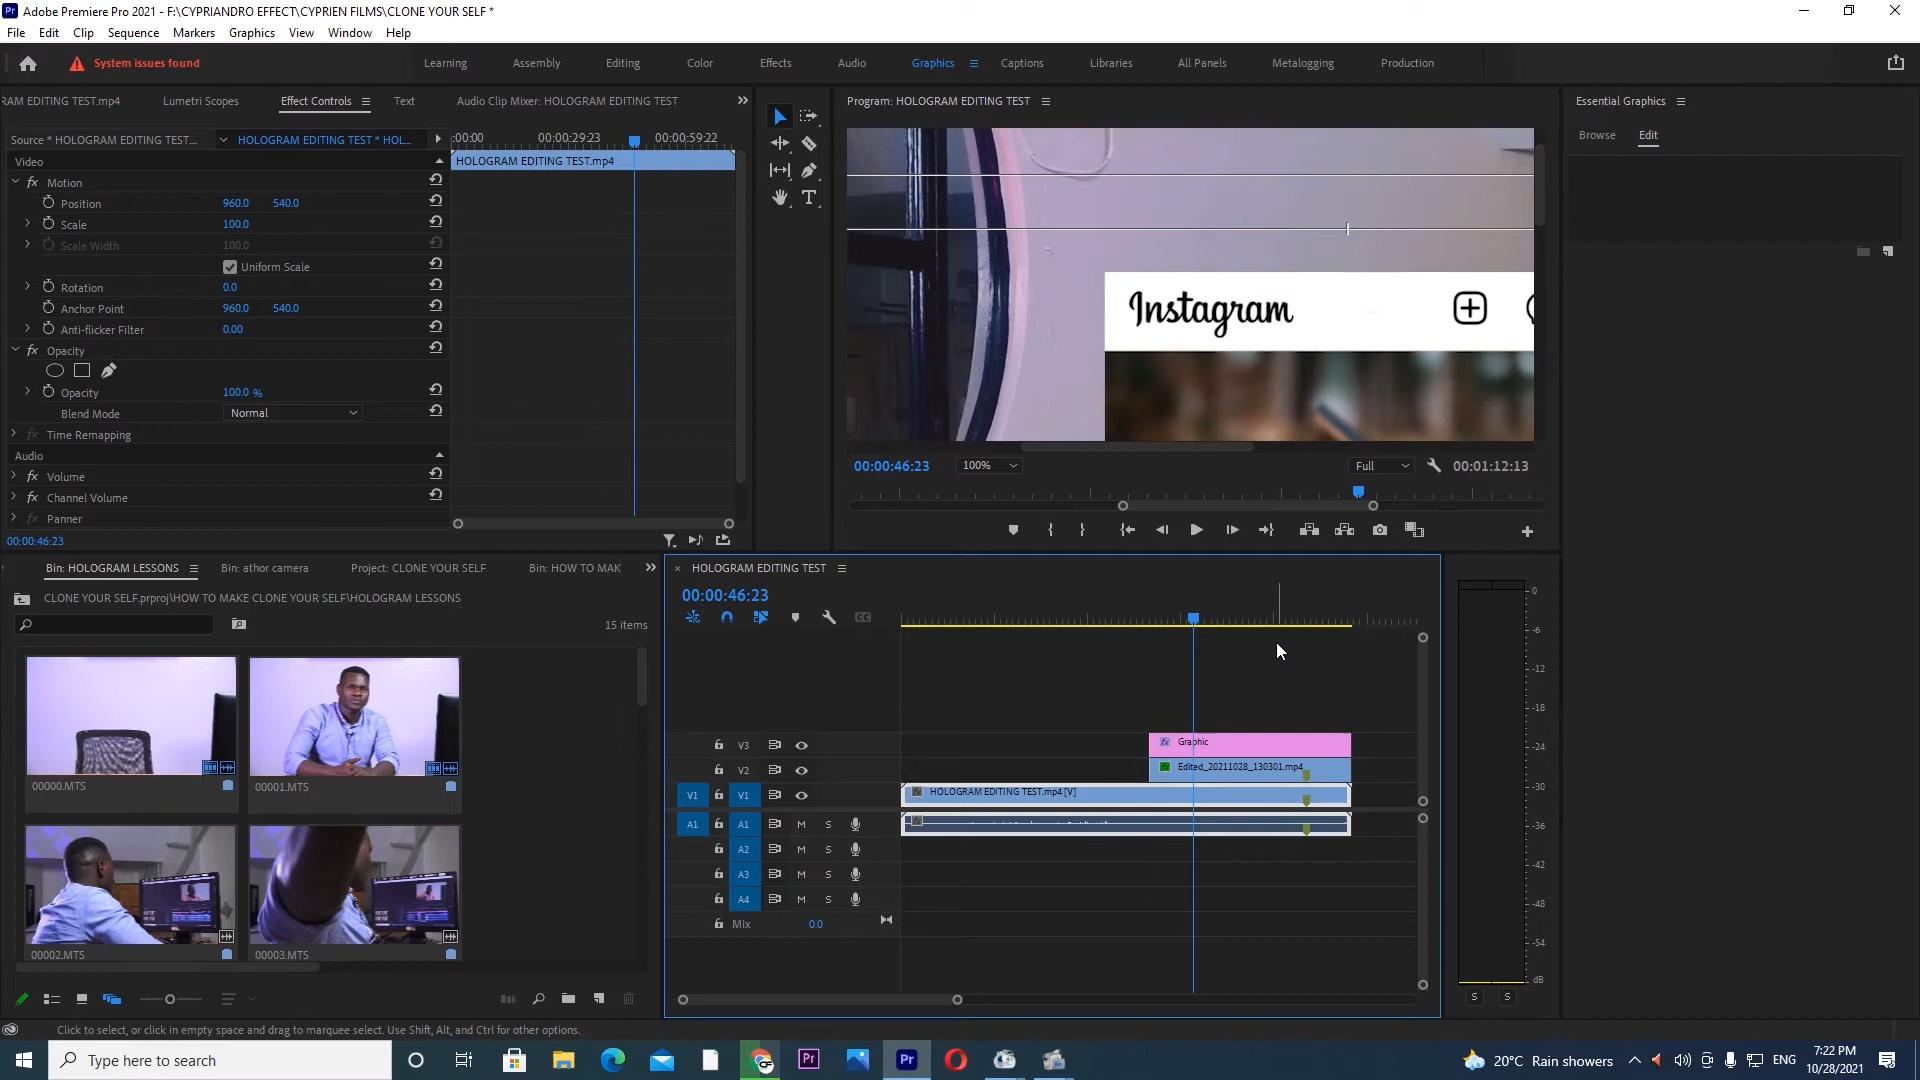 Adobe Premiere Pro 2021 - F:\CYPRIANDRO EFFECT\CYPRIEN FILMS\CLONE YOUR SELF *
File Edit Clip Sequence Markers Graphics View Window Help
System issues found
Learning Assembly Editing Color Effects Audio Graphics Captions Libraries All Panels Metalogging Production
RAM EDITING TEST.mp4 Lumetri Scopes Effect Controls Text Audio Clip Mixer: HOLOGRAM EDITING TEST
Program: HOLOGRAM EDITING TEST
Essential Graphics
Browse Edit
Source * HOLOGRAM EDITING TEST... HOLOGRAM EDITING TEST * HOL...
:00:00 00:00:29:23 00:00:59:22
Video
HOLOGRAM EDITING TEST.mp4
fx Motion
Position 960.0 540.0
Scale 100.0
Scale Width 100.0
Uniform Scale
Rotation 0.0
Anchor Point 960.0 540.0
Anti-flicker Filter 0.00
fx Opacity
Opacity 100.0 %
Blend Mode Normal
fx Time Remapping
Audio
fx Volume
fx Channel Volume
fx Panner
00:00:46:23
Instagram
00:00:46:23 100% Full 00:01:12:13
Bin: HOLOGRAM LESSONS Bin: athor camera Project: CLONE YOUR SELF Bin: HOW TO MAK
CLONE YOUR SELF.prproj\HOW TO MAKE CLONE YOUR SELF\HOLOGRAM LESSONS
15 items
00000.MTS 00001.MTS
00002.MTS 00003.MTS
× HOLOGRAM EDITING TEST
00:00:46:23
V3 fx Graphic
V2 Edited_20211028_130301.mp4
V1 V1 HOLOGRAM EDITING TEST.mp4 [V]
A1 A1 M S
A2 M S
A3 M S
A4 M S
Mix 0.0
0
-6
-12
-18
-24
-30
-36
-42
-48
-54
dB
S S
Click to select, or click in empty space and drag to marquee select. Use Shift, Alt, and Ctrl for other options.
Type here to search
20°C Rain showers
ENG
7:22 PM
10/28/2021